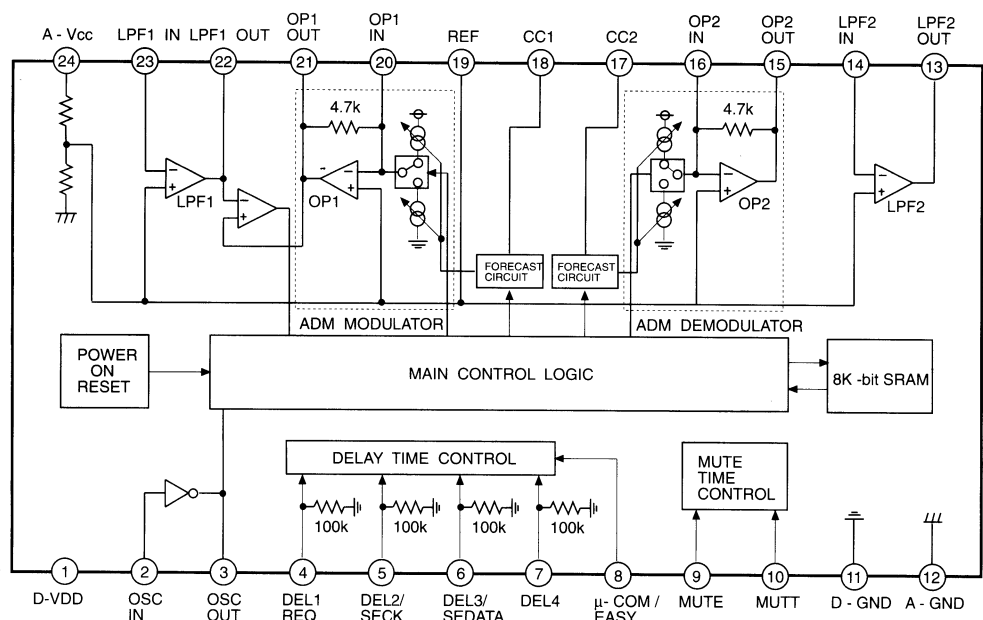 A - Vcc
LPF1 IN LPF1 OUT
OP1 OUT
OP1 IN
REF
CC1
CC2
OP2 IN
OP2 OUT
LPF2 IN
LPF2 OUT
24
23
22
21
20
19
18
17
16
15
14
13
4.7k
4.7k
LPF1
OP1
OP2
LPF2
FORECAST CIRCUIT
FORECAST CIRCUIT
ADM MODULATOR
ADM DEMODULATOR
POWER ON RESET
MAIN CONTROL LOGIC
8K -bit SRAM
DELAY TIME CONTROL
MUTE TIME CONTROL
100k
100k
100k
100k
1
2
3
4
5
6
7
8
9
10
11
12
D-VDD
OSC IN
OSC OUT
DEL1 REQ
DEL2/ SECK
DEL3/ SEDATA
DEL4
μ- COM / EASY
MUTE
MUTT
D - GND
A - GND